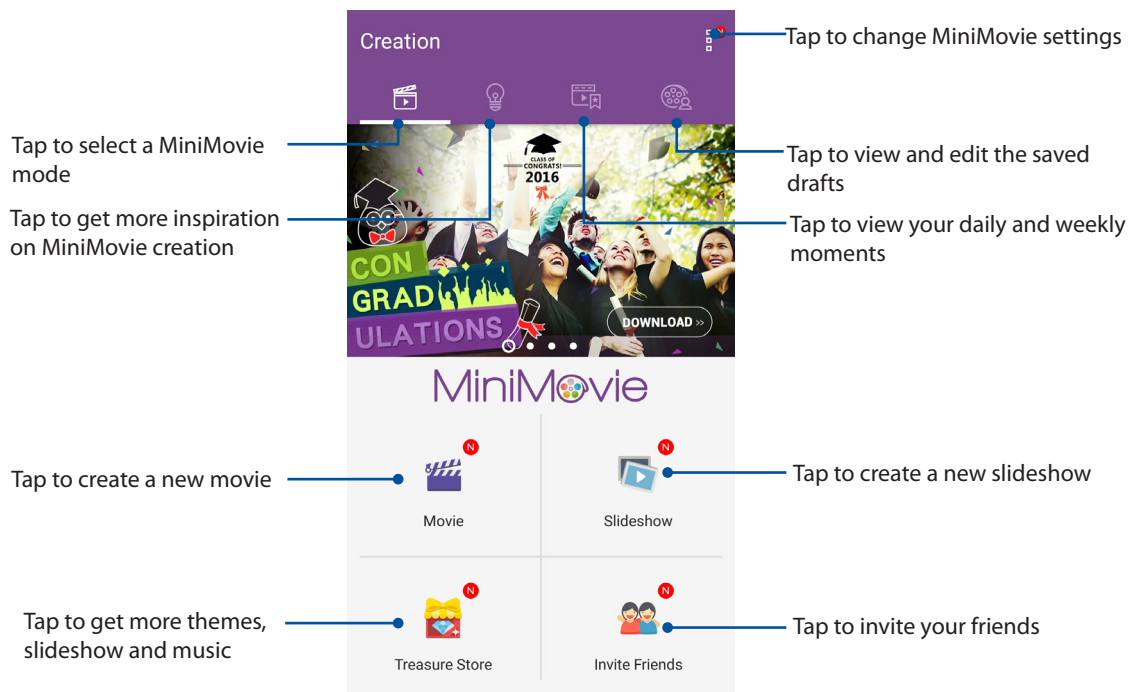 Creation
N
Tap to change MiniMovie settings
Tap to select a MiniMovie
mode
Tap to get more inspiration
on MiniMovie creation
Tap to view and edit the saved
drafts
Tap to view your daily and weekly
moments
CLASS OF
CONGRATS!
2016
CON
GRAD
ULATIONS
DOWNLOAD >>
MiniMovie
N
N
Tap to create a new movie
Tap to create a new slideshow
Movie
Slideshow
N
N
Tap to get more themes,
slideshow and music
Tap to invite your friends
Treasure Store
Invite Friends